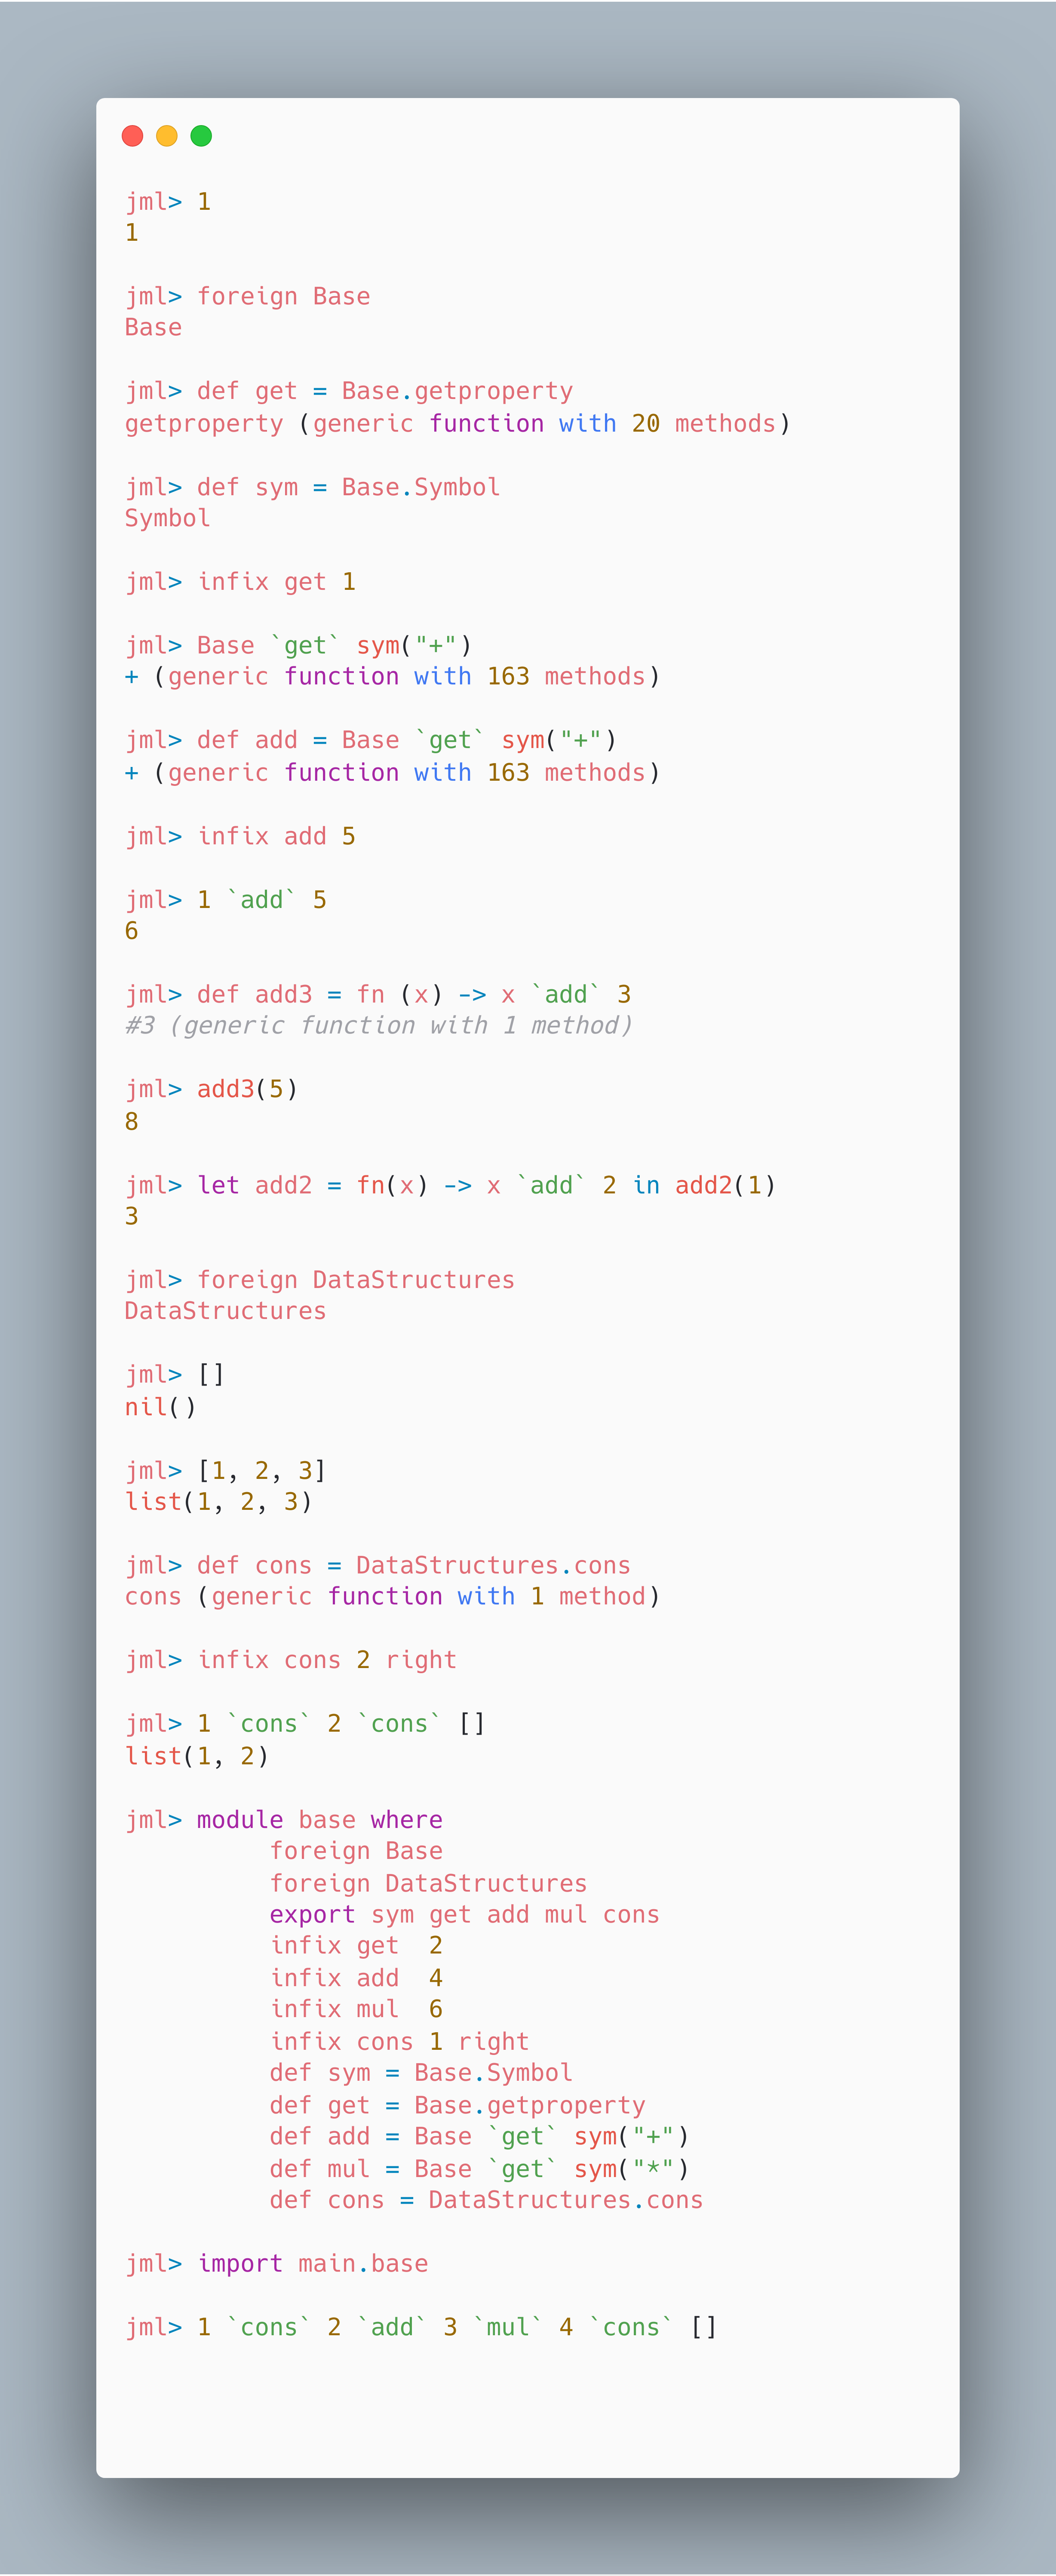 jml> 1
1
jml> foreign Base
Base
jml> def get = Base.getproperty
getproperty (generic function with 20 methods)
jml> def sym = Base.Symbol
Symbol
jml> infix get 1
jml> Base `get` sym("+")
+ (generic function with 163 methods)
jml> def add = Base `get` sym("+")
+ (generic function with 163 methods)
jml> infix add 5
jml> 1 `add` 5
6
jml> def add3 = fn (x) -> x `add` 3
#3 (generic function with 1 method)
jml> add3(5)
8
jml> let add2 = fn(x) -> x `add` 2 in add2(1)
3
jml> foreign DataStructures
DataStructures
jml> []
nil()
jml> [1, 2, 3]
list(1, 2, 3)
jml> def cons = DataStructures.cons
cons (generic function with 1 method)
jml> infix cons 2 right
jml> 1 `cons` 2 `cons` []
list(1, 2)
jml> module base where
          foreign Base
          foreign DataStructures
          export sym get add mul cons
          infix get  2
          infix add  4
          infix mul  6
          infix cons 1 right
          def sym = Base.Symbol
          def get = Base.getproperty
          def add = Base `get` sym("+")
          def mul = Base `get` sym("*")
          def cons = DataStructures.cons
jml> import main.base
jml> 1 `cons` 2 `add` 3 `mul` 4 `cons` []